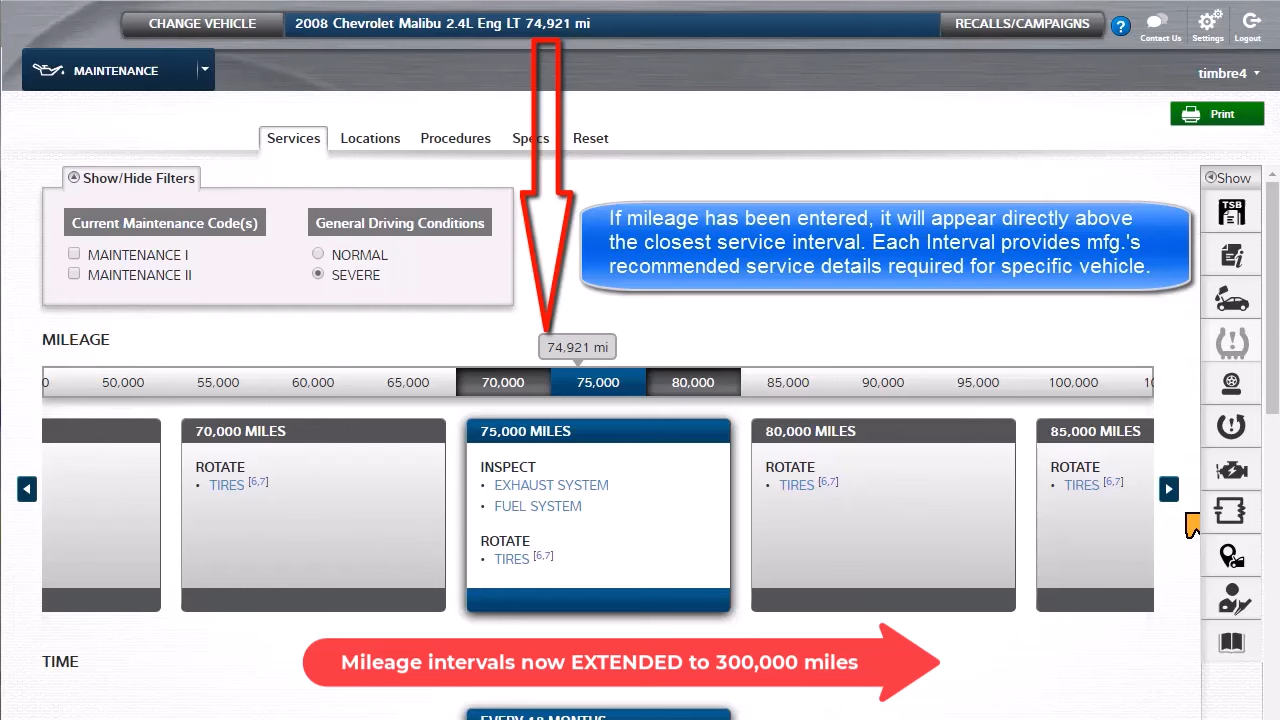 CHANGE VEHICLE
2008 Chevrolet Malibu 2.4L Eng LT 74,921 mi
RECALLS/CAMPAIGNS
?
Contact Us
Settings
Logout
MAINTENANCE
timbre4
Print
Services
Locations
Procedures
Specs
Reset
Show/Hide Filters
Current Maintenance Code(s)
General Driving Conditions
MAINTENANCE I
NORMAL
MAINTENANCE II
SEVERE
If mileage has been entered, it will appear directly above
the closest service interval. Each Interval provides mfg.'s
recommended service details required for specific vehicle.
Show
TSB
MILEAGE
74,921 mi
50,000 55,000 60,000 65,000 70,000 75,000 80,000 85,000 90,000 95,000 100,000
70,000 MILES
ROTATE
• TIRES [6,7]
75,000 MILES
INSPECT
• EXHAUST SYSTEM
• FUEL SYSTEM
ROTATE
• TIRES [6,7]
80,000 MILES
ROTATE
• TIRES [6,7]
85,000 MILES
ROTATE
• TIRES [6,7]
TIME
Mileage intervals now EXTENDED to 300,000 miles
EVERY 18 MONTHS